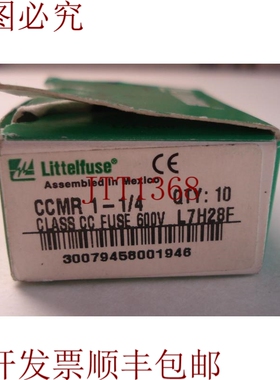 图必究
Littelfuse®
CE
Assembled in Mexico
JTT1368
CCMR 1-1/4 QTY: 10
CLASS CC FUSE 600V L7H28F
30079458001946
开发票顺丰包邮